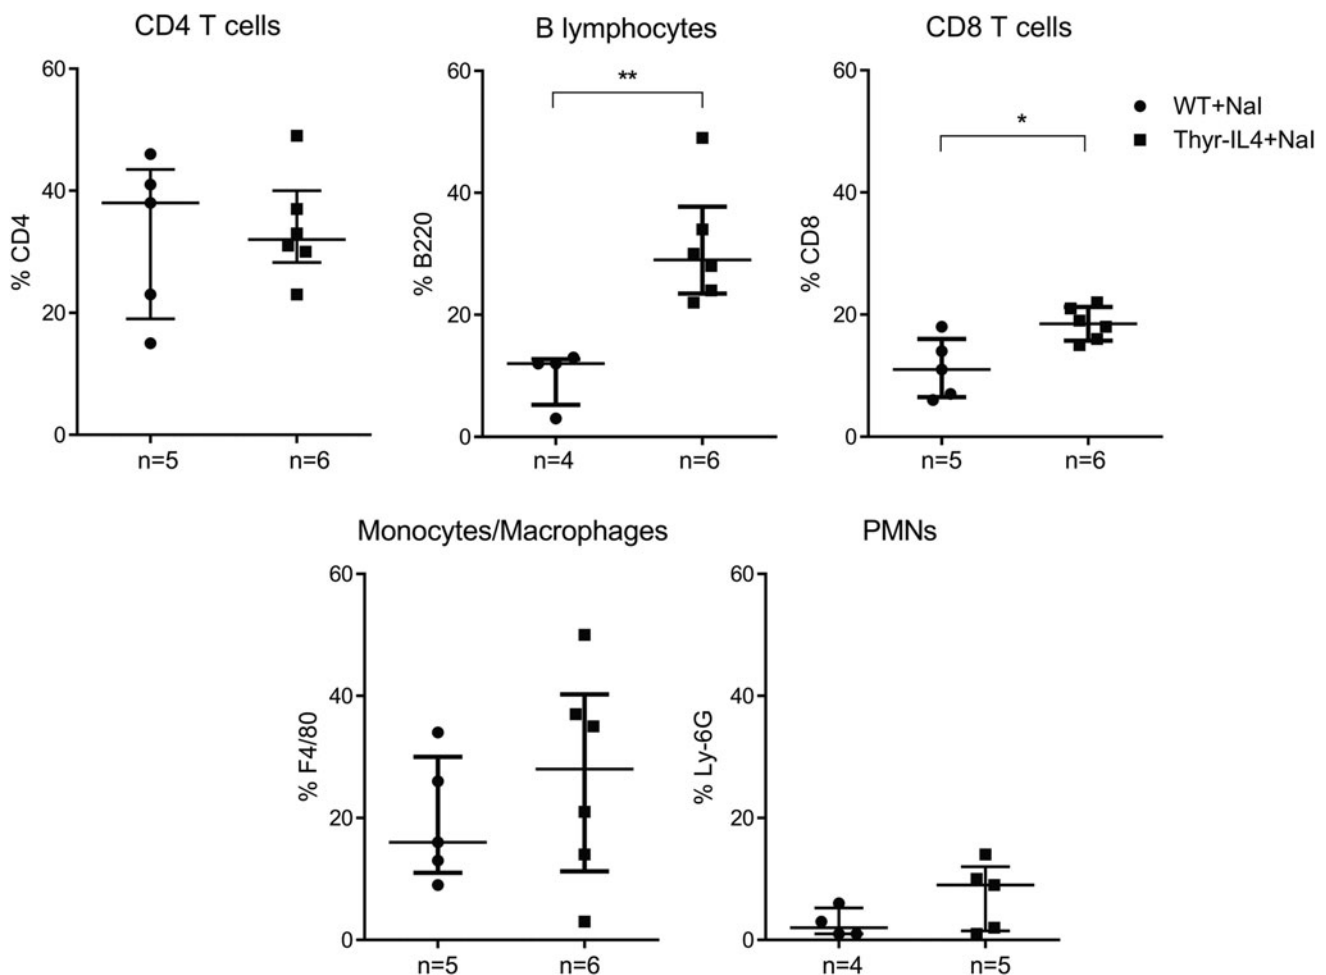 CD4 T cells
60
40
20
0
% CD4
n=5
n=6
B lymphocytes
**
60
40
20
0
% B220
n=4
n=6
CD8 T cells
*
60
40
20
0
% CD8
n=5
n=6
WT+NaI
Thyr-IL4+NaI
Monocytes/Macrophages
60
40
20
0
% F4/80
n=5
n=6
PMNs
60
40
20
0
% Ly-6G
n=4
n=5